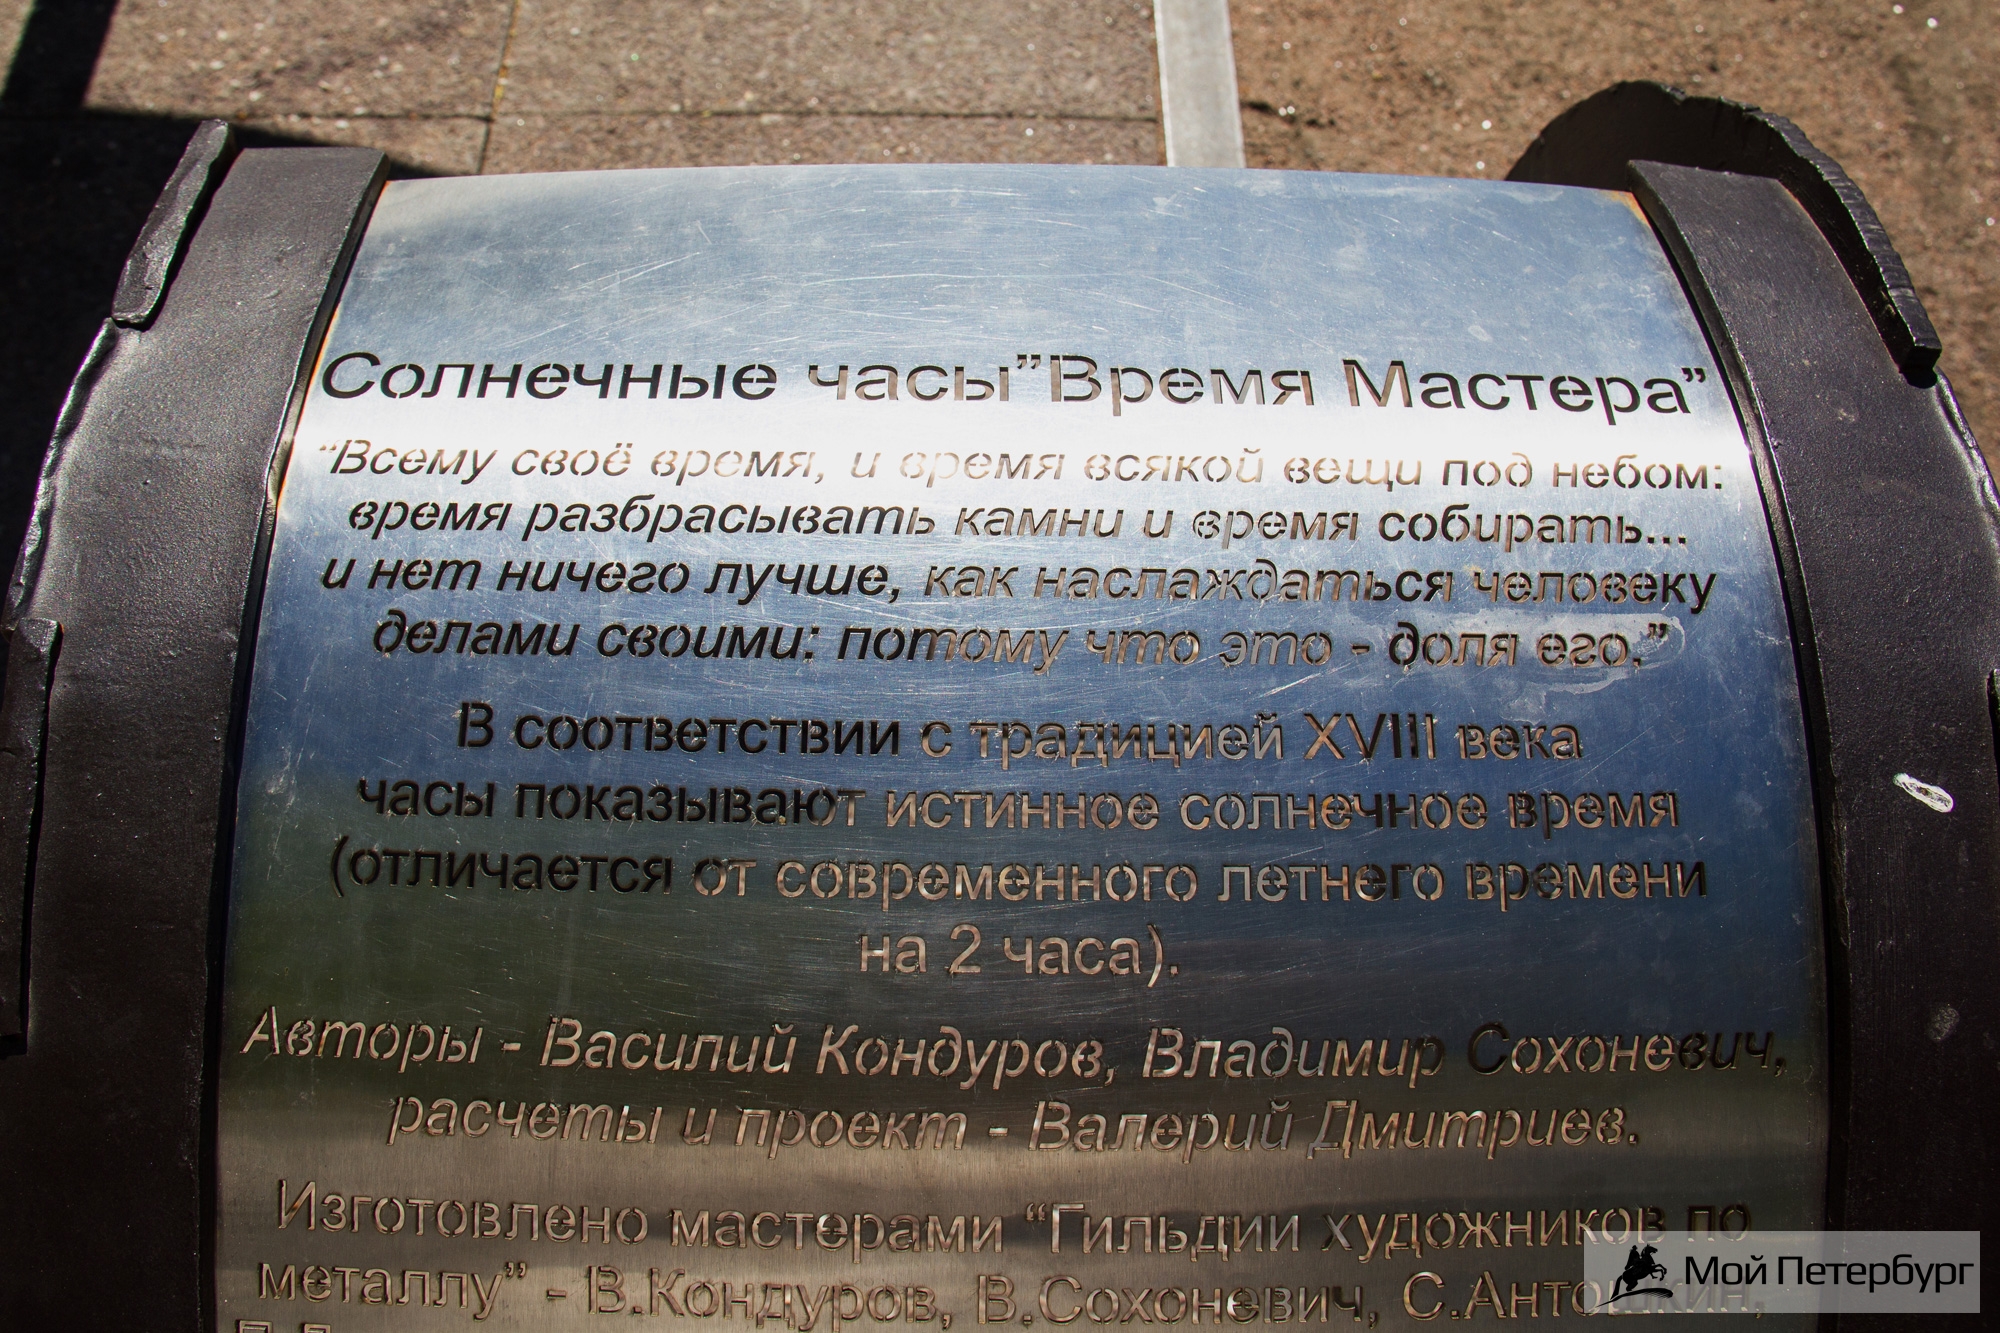 Солнечные часы "Время Мастера"
“Всему своё время, и время всякой вещи под небом:
время разбрасывать камни и время собирать...
и нет ничего лучше, как наслаждаться человеку
делами своими: потому что это - доля его.”
В соответствии с традицией XVIII века
часы показывают истинное солнечное время
(отличается от современного летнего времени
на 2 часа).
Авторы - Василий Кондуров, Владимир Сохоневич,
расчеты и проект - Валерий Дмитриев.
Изготовлено мастерами “Гильдии художников по
металлу” - В.Кондуров, В.Сохоневич, С.Антошкин,
Мой Петербург